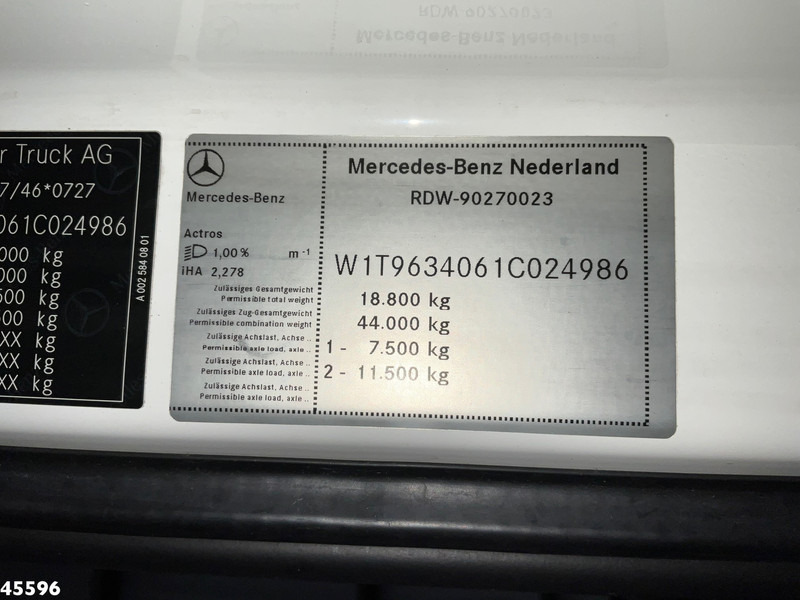 r Truck AG
7/46*0727
061C024986
000 kg
000 kg
500 kg
500 kg
XX kg
XX kg
XX kg
A 002 584 08 01
Mercedes-Benz
Actros
1,00 % m⁻¹
iHA 2,278
Zulässiges Gesamtgewicht
Permissible total weight
Zulässiges Zug-Gesamtgewicht
Permissible combination weight
Zulässige Achslast, Achse ..
Permissible axle load, axle ..
Zulässige Achslast, Achse ..
Permissible axle load, axle ..
Zulässige Achslast, Achse ..
Permissible axle load, axle ..
Mercedes-Benz Nederland
RDW-90270023
W1T9634061C024986
18.800 kg
44.000 kg
1 - 7.500 kg
2 - 11.500 kg
45596